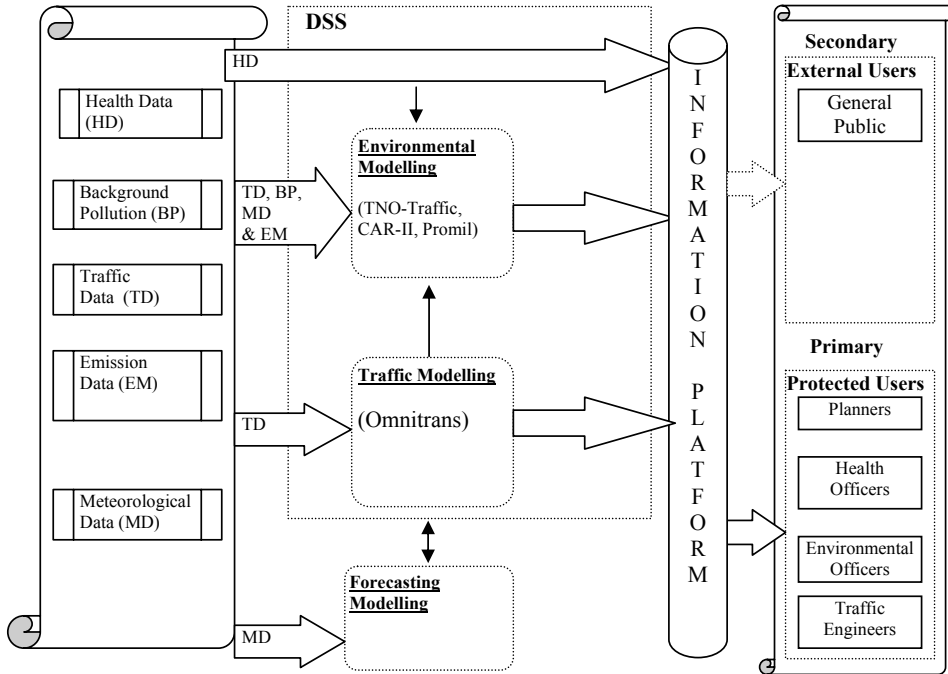 DSS
HD
Health Data
(HD)
Background
Pollution (BP)
Traffic
Data (TD)
Emission
Data (EM)
Meteorological
Data (MD)
TD, BP,
MD
& EM
TD
MD
Environmental
Modelling
(TNO-Traffic,
CAR-II, Promil)
Traffic Modelling
(Omnitrans)
Forecasting
Modelling
I
N
F
O
R
M
A
T
I
O
N
P
L
A
T
F
O
R
M
Secondary
External Users
General
Public
Primary
Protected Users
Planners
Health
Officers
Environmental
Officers
Traffic
Engineers